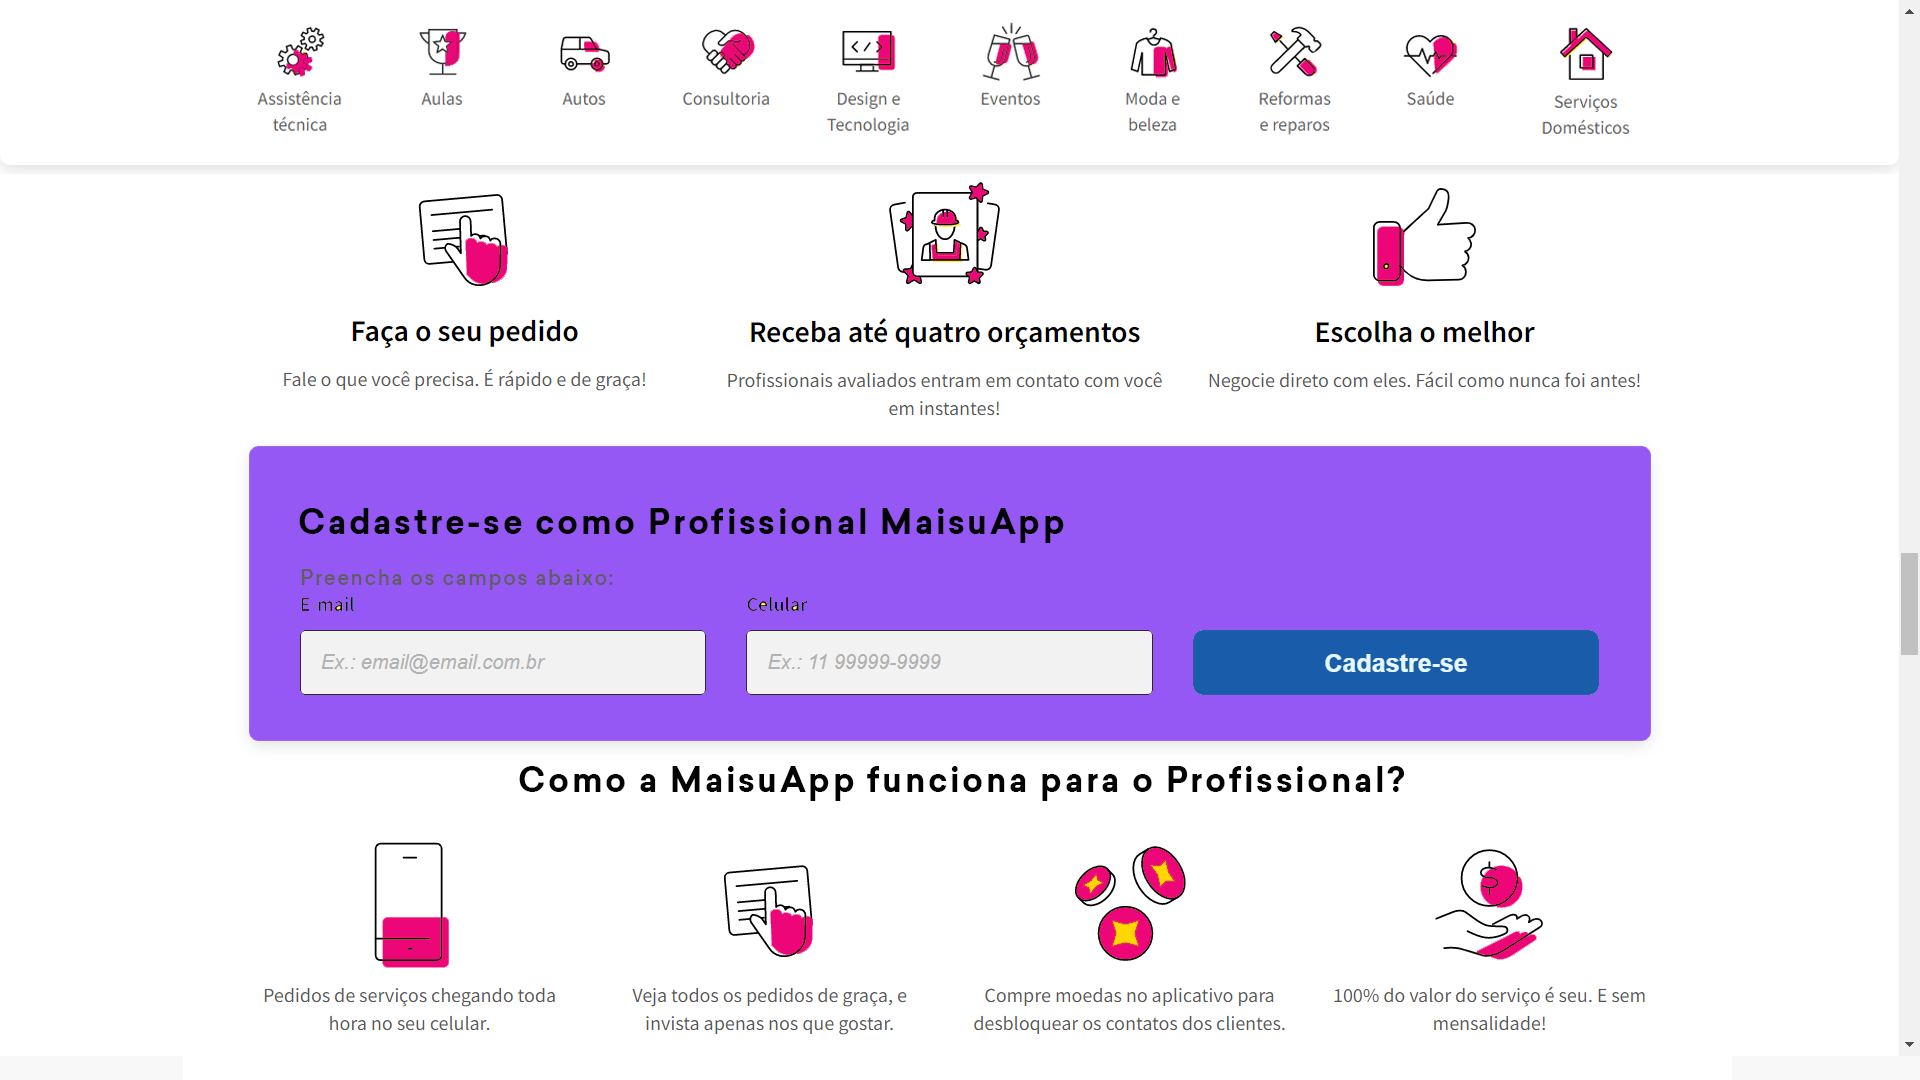 Assistência
técnica
Aulas
Autos
Consultoria
Design e
Tecnologia
Eventos
Moda e
beleza
Reformas
e reparos
Saúde
Serviços
Domésticos
Faça o seu pedido
Fale o que você precisa. É rápido e de graça!
Receba até quatro orçamentos
Profissionais avaliados entram em contato com você
em instantes!
Escolha o melhor
Negocie direto com eles. Fácil como nunca foi antes!
Cadastre-se como Profissional MaisuApp
Preencha os campos abaixo:
E mail
Celular
Ex.: email@email.com.br
Ex.: 11 99999-9999
Cadastre-se
Como a MaisuApp funciona para o Profissional?
Pedidos de serviços chegando toda
hora no seu celular.
Veja todos os pedidos de graça, e
invista apenas nos que gostar.
Compre moedas no aplicativo para
desbloquear os contatos dos clientes.
100% do valor do serviço é seu. E sem
mensalidade!